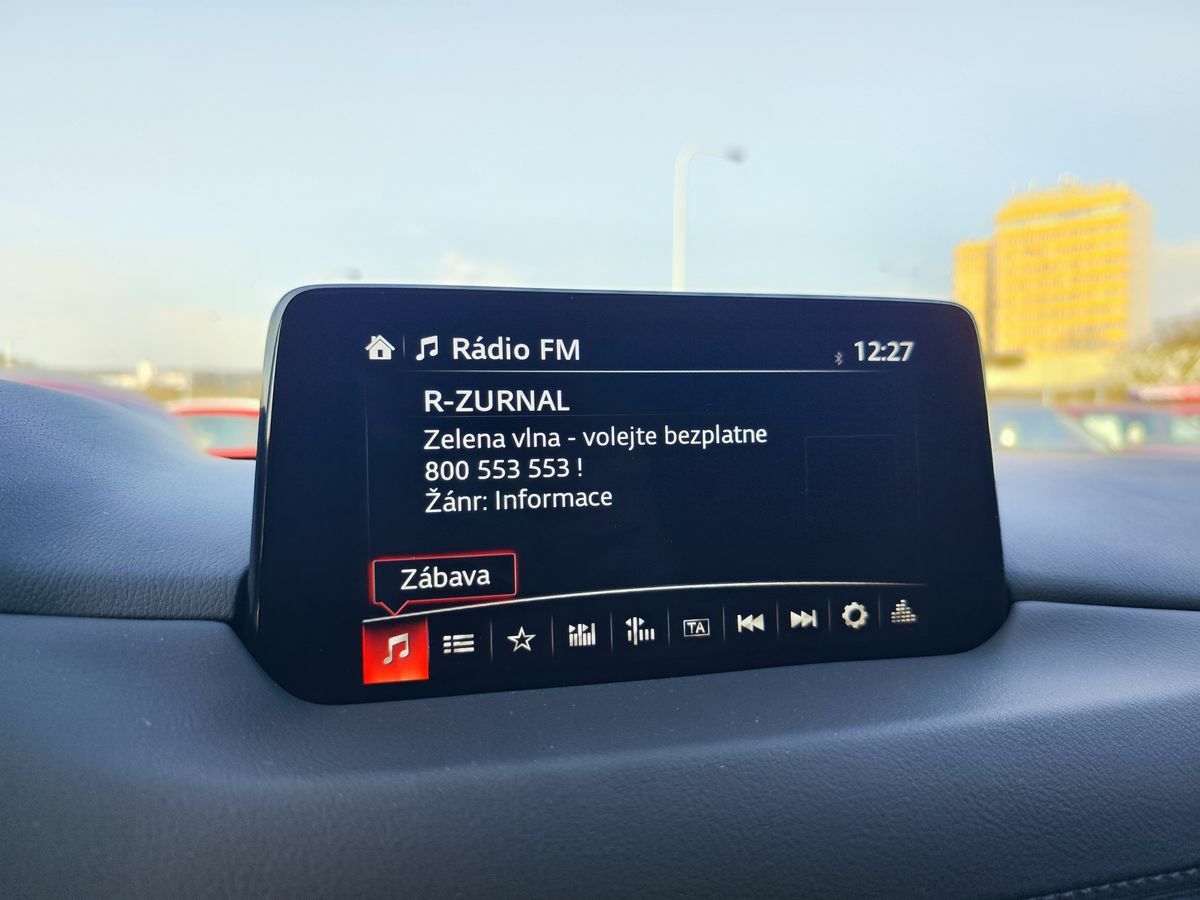 Rádio FM
12:27
R-ZURNAL
Zelena vlna - volejte bezplatne
800 553 553 !
Žánr: Informace
Zábava
TA